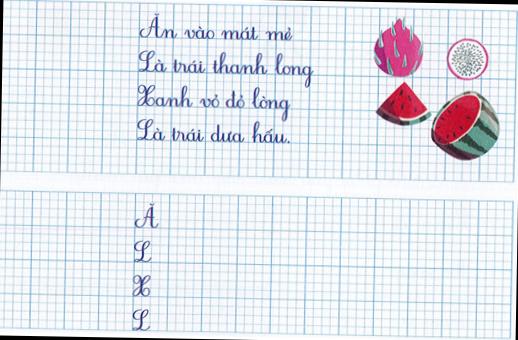 Ăn vào mát mẻ
Là trái thanh long
Xanh vỏ đỏ lòng
Là trái dưa hấu.
Ă
L
X
L